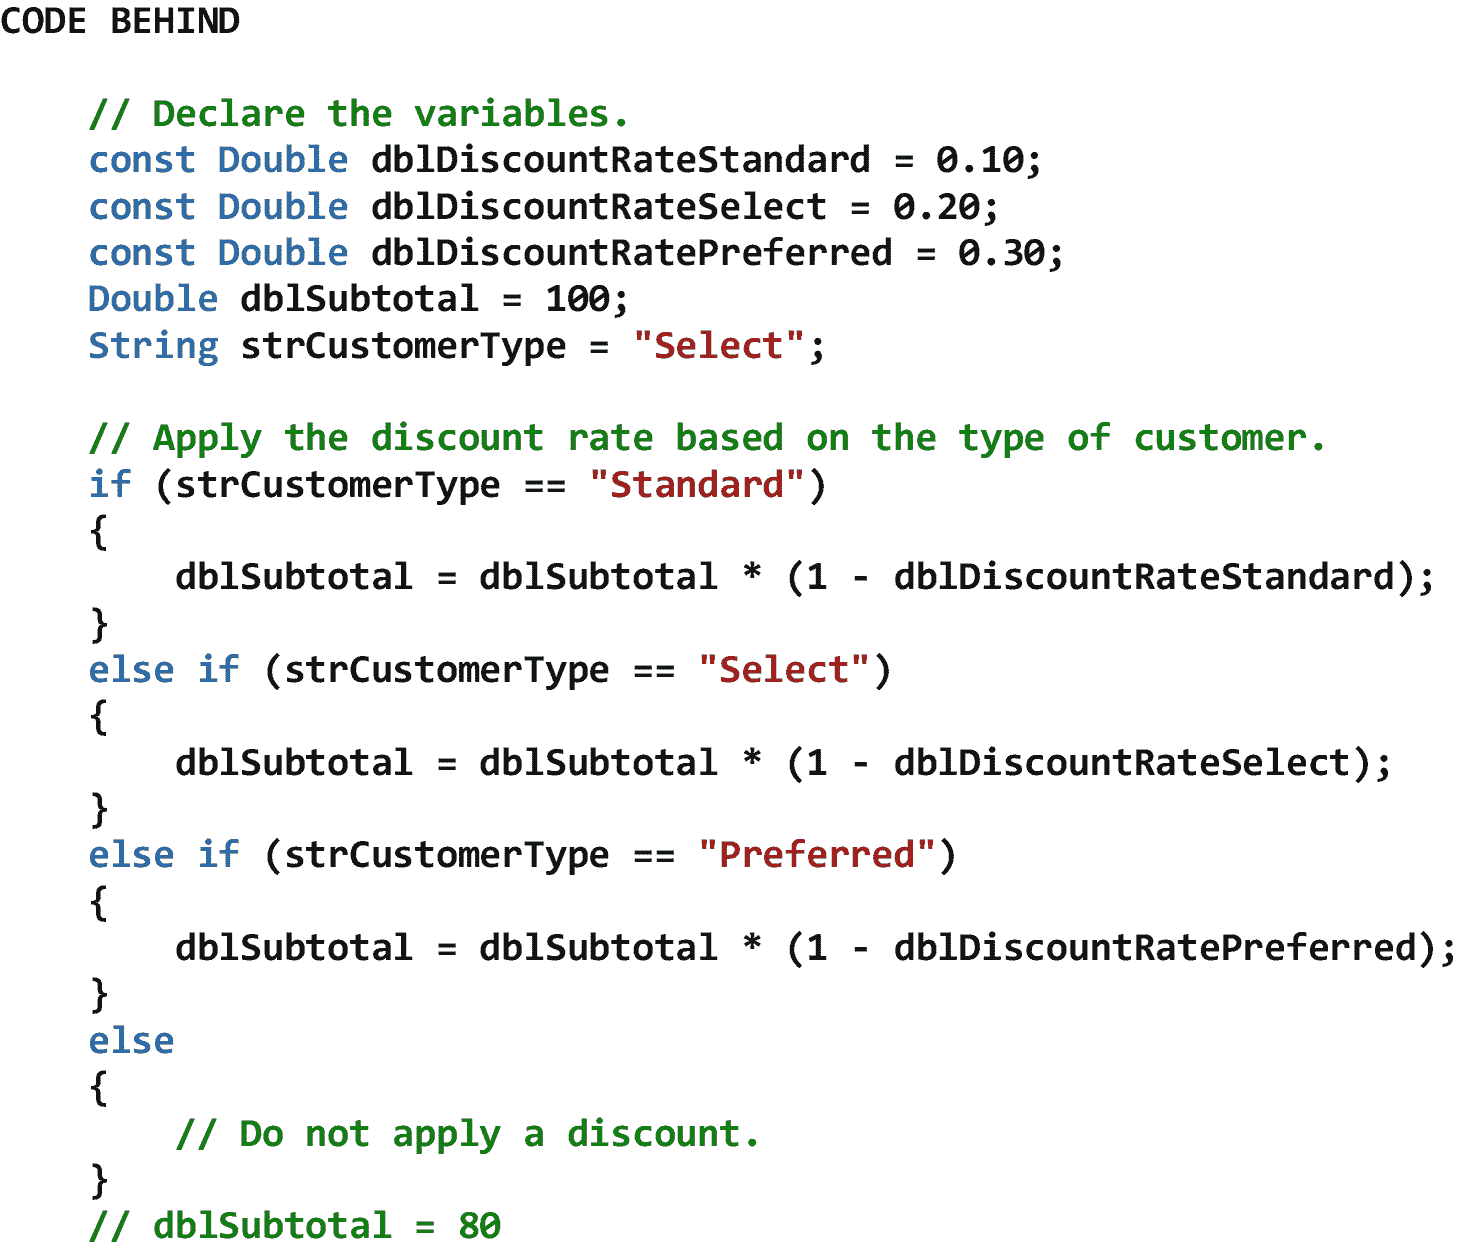 CODE BEHIND
// Declare the variables.
const Double dblDiscountRateStandard = 0.10;
const Double dblDiscountRateSelect = 0.20;
const Double dblDiscountRatePreferred = 0.30;
Double dblSubtotal = 100;
String strCustomerType = "Select";
// Apply the discount rate based on the type of customer.
if (strCustomerType == "Standard")
{
dblSubtotal = dblSubtotal * (1 - dblDiscountRateStandard);
}
else if (strCustomerType == "Select")
{
dblSubtotal = dblSubtotal * (1 - dblDiscountRateSelect);
}
else if (strCustomerType == "Preferred")
{
dblSubtotal = dblSubtotal * (1 - dblDiscountRatePreferred);
}
else
{
// Do not apply a discount.
}
// dblSubtotal = 80